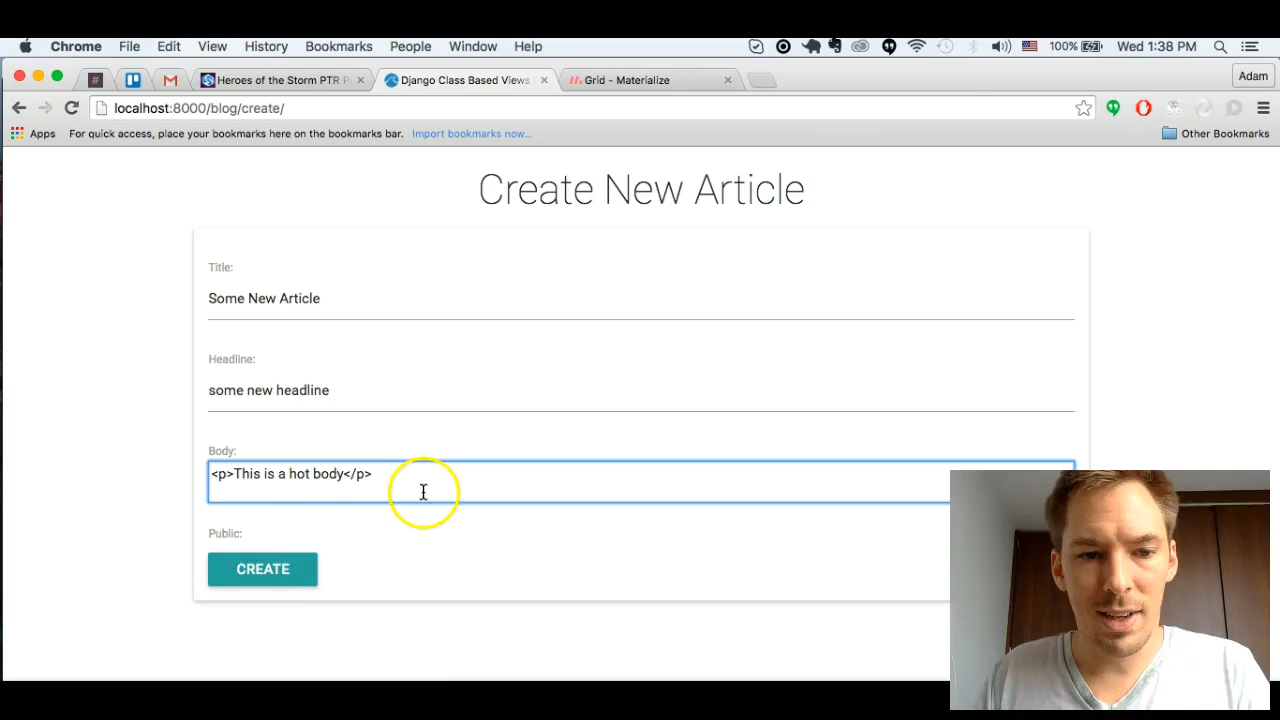 Chrome File Edit View History Bookmarks People Window Help 100% Wed 1:38 PM
# Heroes of the Storm PTR P Django Class Based Views Grid - Materialize Adam
localhost:8000/blog/create/
Apps For quick access, place your bookmarks here on the bookmarks bar. Import bookmarks now... Other Bookmarks
Create New Article
Title:
Some New Article
Headline:
some new headline
Body:
<p>This is a hot body</p>
Public:
CREATE